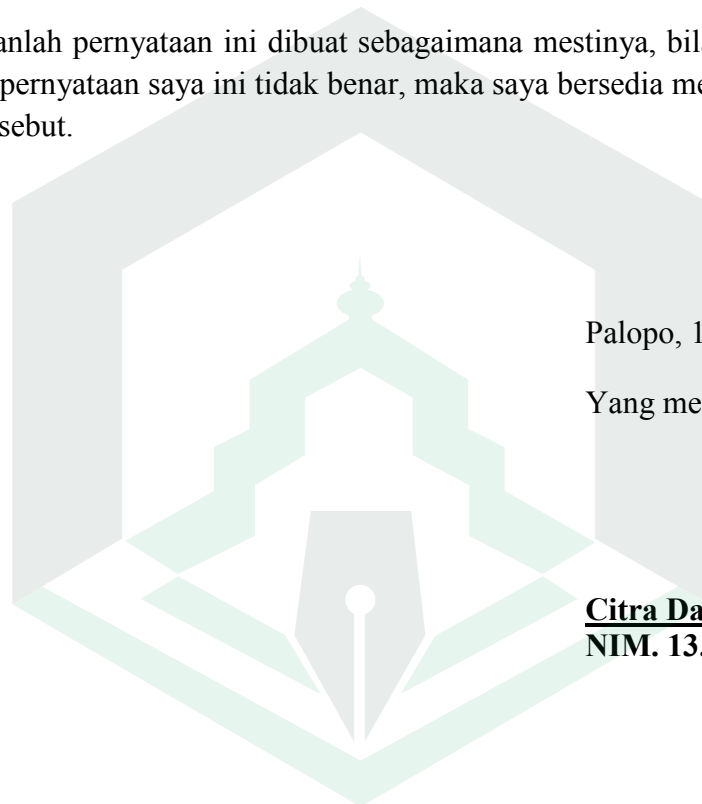 anlah pernyataan ini dibuat sebagaimana mestinya, bila
pernyataan saya ini tidak benar, maka saya bersedia me
sebut.
Palopo, 1
Yang me
Citra Da
NIM. 13.